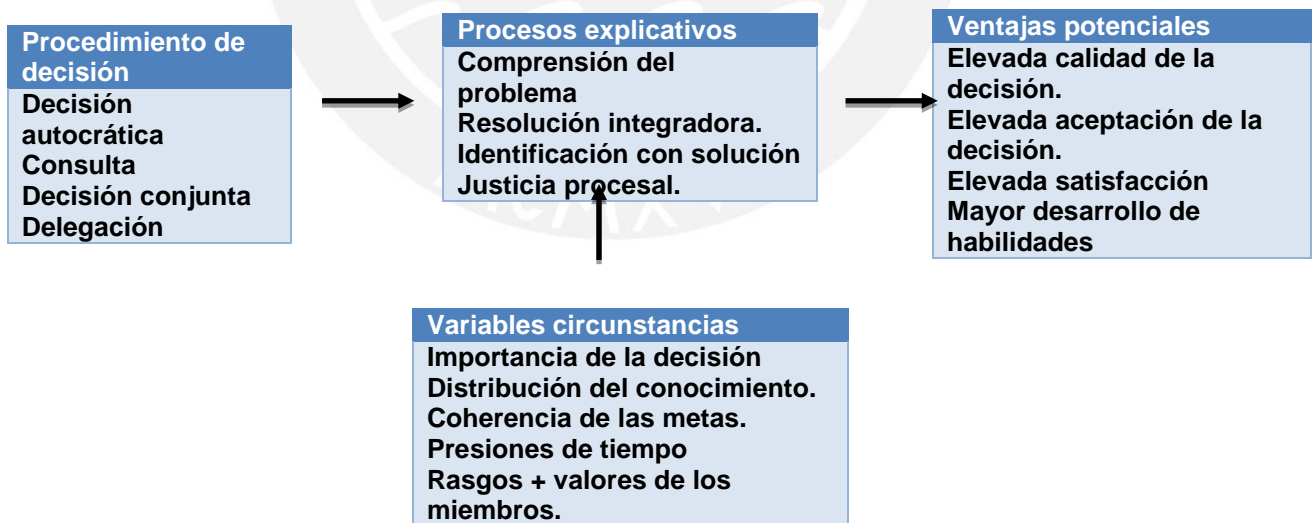 Procedimiento de
decisión
Decisión
autocrática
Consulta
Decisión conjunta
Delegación
Procesos explicativos
Comprensión del
problema
Resolución integradora.
Identificación con solución
Justicia procesal.
Ventajas potenciales
Elevada calidad de la
decisión.
Elevada aceptación de la
decisión.
Elevada satisfacción
Mayor desarrollo de
habilidades
Variables circunstancias
Importancia de la decisión
Distribución del conocimiento.
Coherencia de las metas.
Presiones de tiempo
Rasgos + valores de los
miembros.